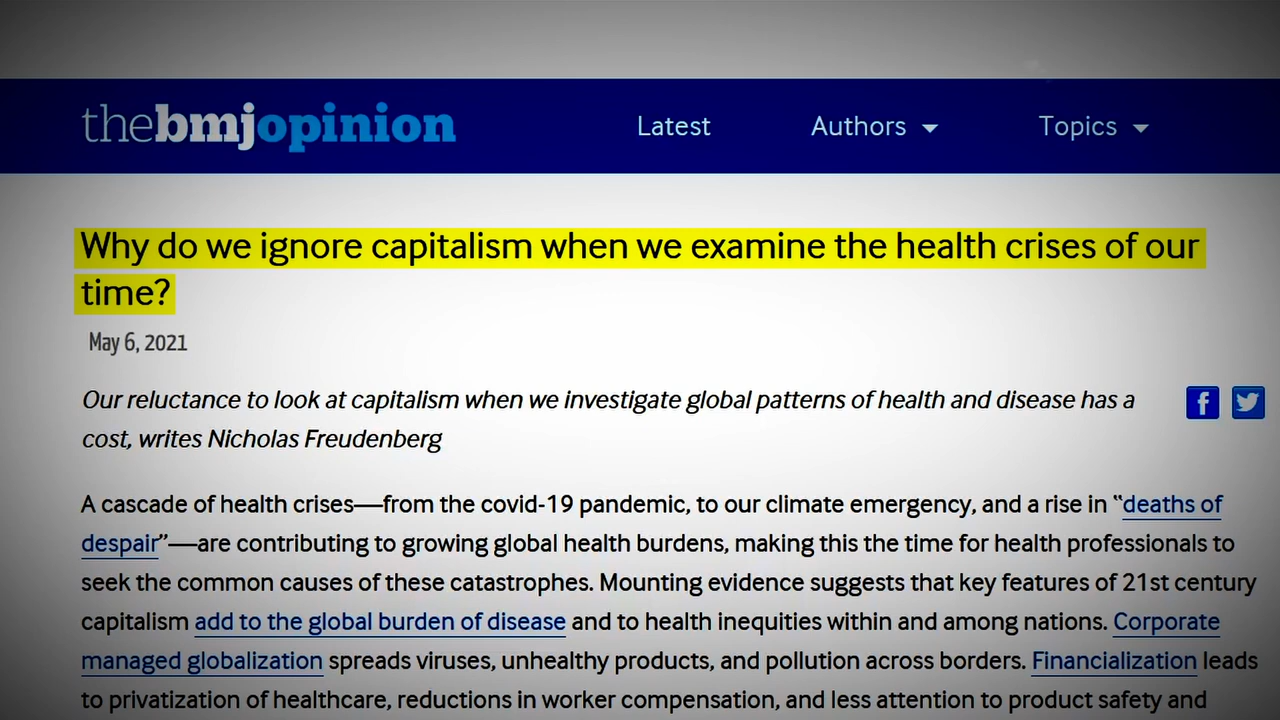 thebmjopinion
Latest
Authors
Topics
Why do we ignore capitalism when we examine the health crises of our
time?
May 6, 2021
Our reluctance to look at capitalism when we investigate global patterns of health and disease has a
cost, writes Nicholas Freudenberg
A cascade of health crises—from the covid-19 pandemic, to our climate emergency, and a rise in “deaths of
despair”—are contributing to growing global health burdens, making this the time for health professionals to
seek the common causes of these catastrophes. Mounting evidence suggests that key features of 21st century
capitalism add to the global burden of disease and to health inequities within and among nations. Corporate
managed globalization spreads viruses, unhealthy products, and pollution across borders. Financialization leads
to privatization of healthcare, reductions in worker compensation, and less attention to product safety and